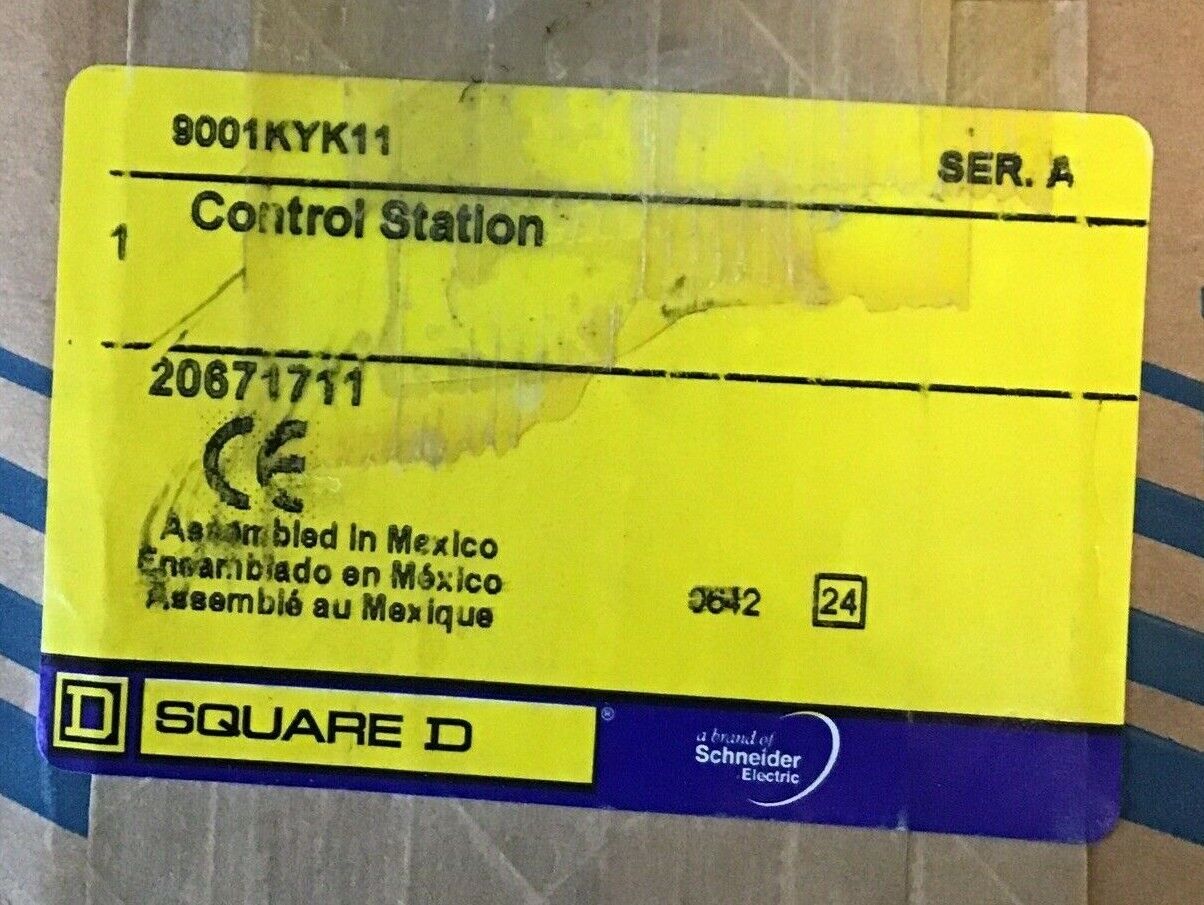 9001KYK11
SER. A
1 Control Station
20671711
CE
Assembled in Mexico
Ensamblado en México
Assemblé au Mexique
0642 24
D SQUARE D ®
a brand of
Schneider
Electric